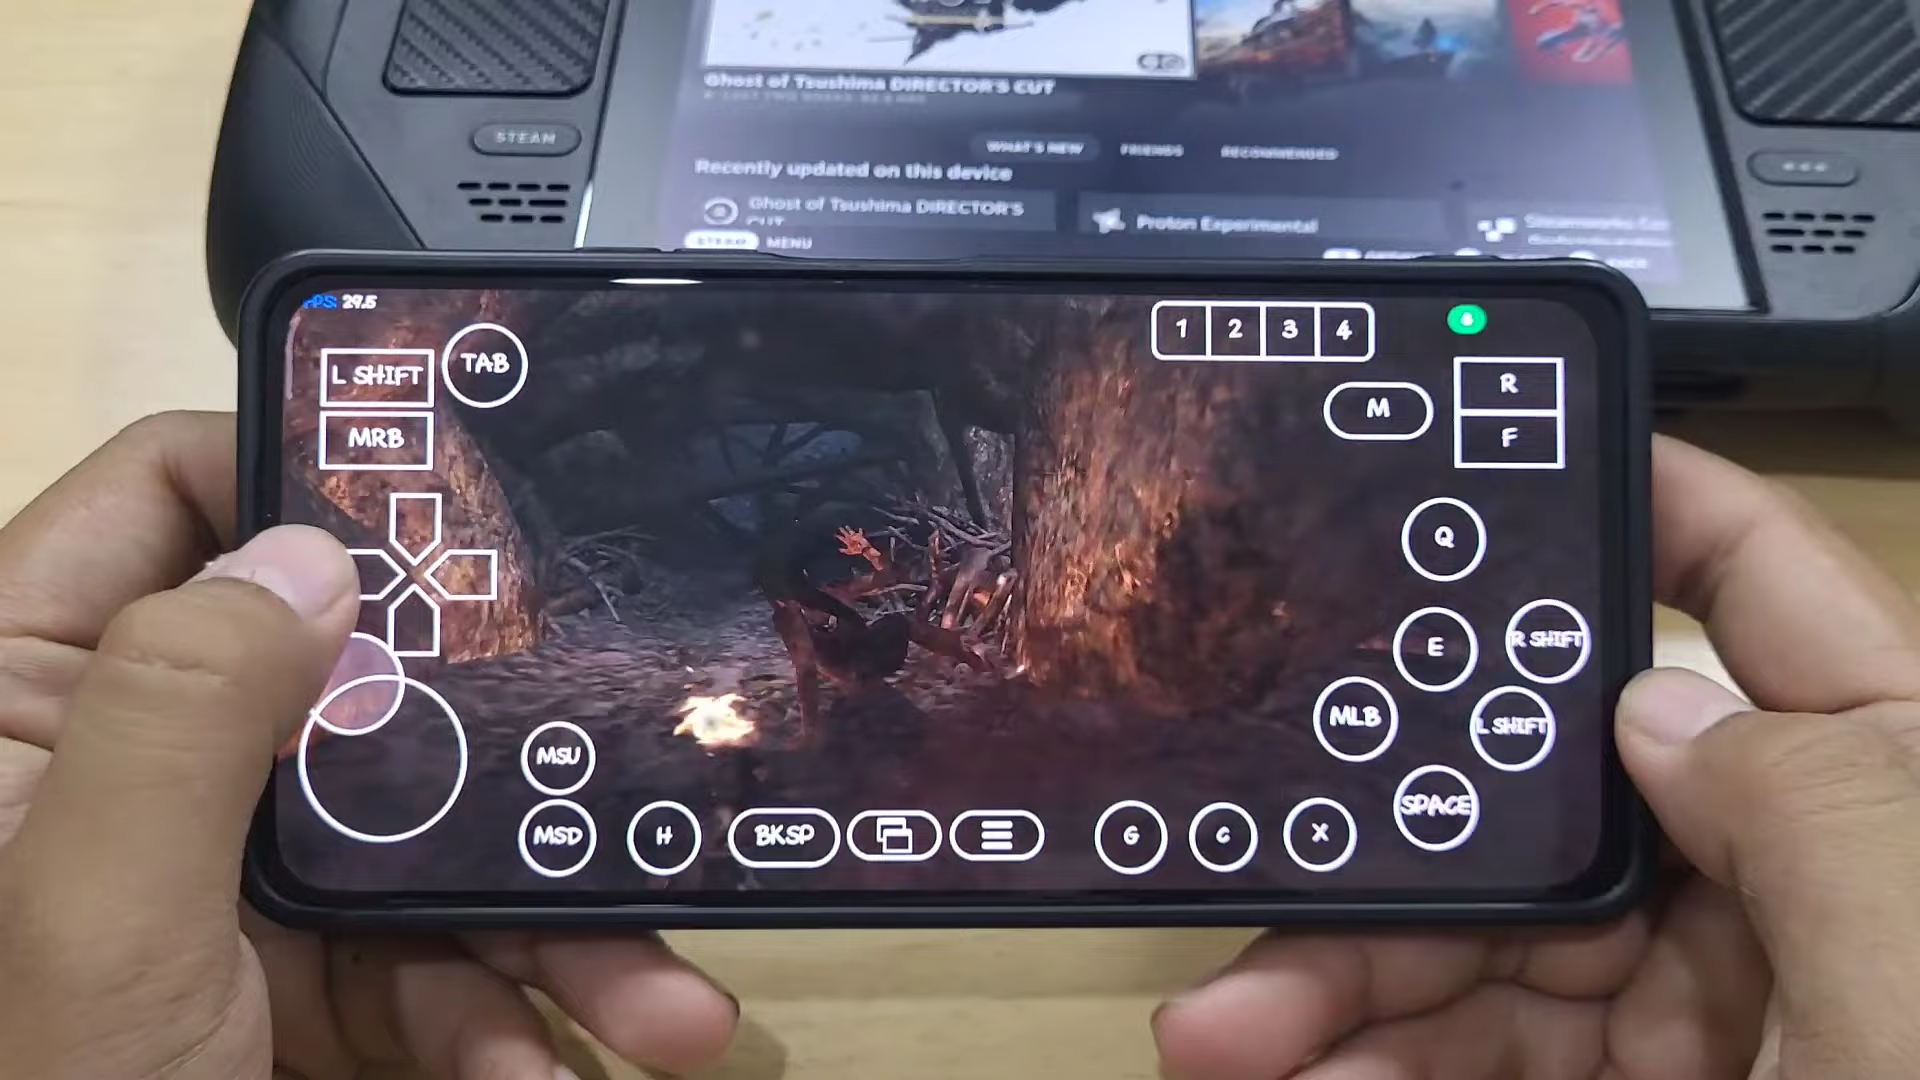 Ghost of Tsushima DIRECTOR'S CUT
STEAM
WHAT'S NEW FRIENDS RECOMMENDED
Recently updated on this device
Ghost of Tsushima DIRECTOR'S
CUT
Proton Experimental
STEAM MENU
FPS: 29.5
1 2 3 4
L SHIFT
TAB
R
M
MRB
F
Q
E
R SHIFT
MLB
L SHIFT
MSU
SPACE
MSD
H
BKSP
G
C
X